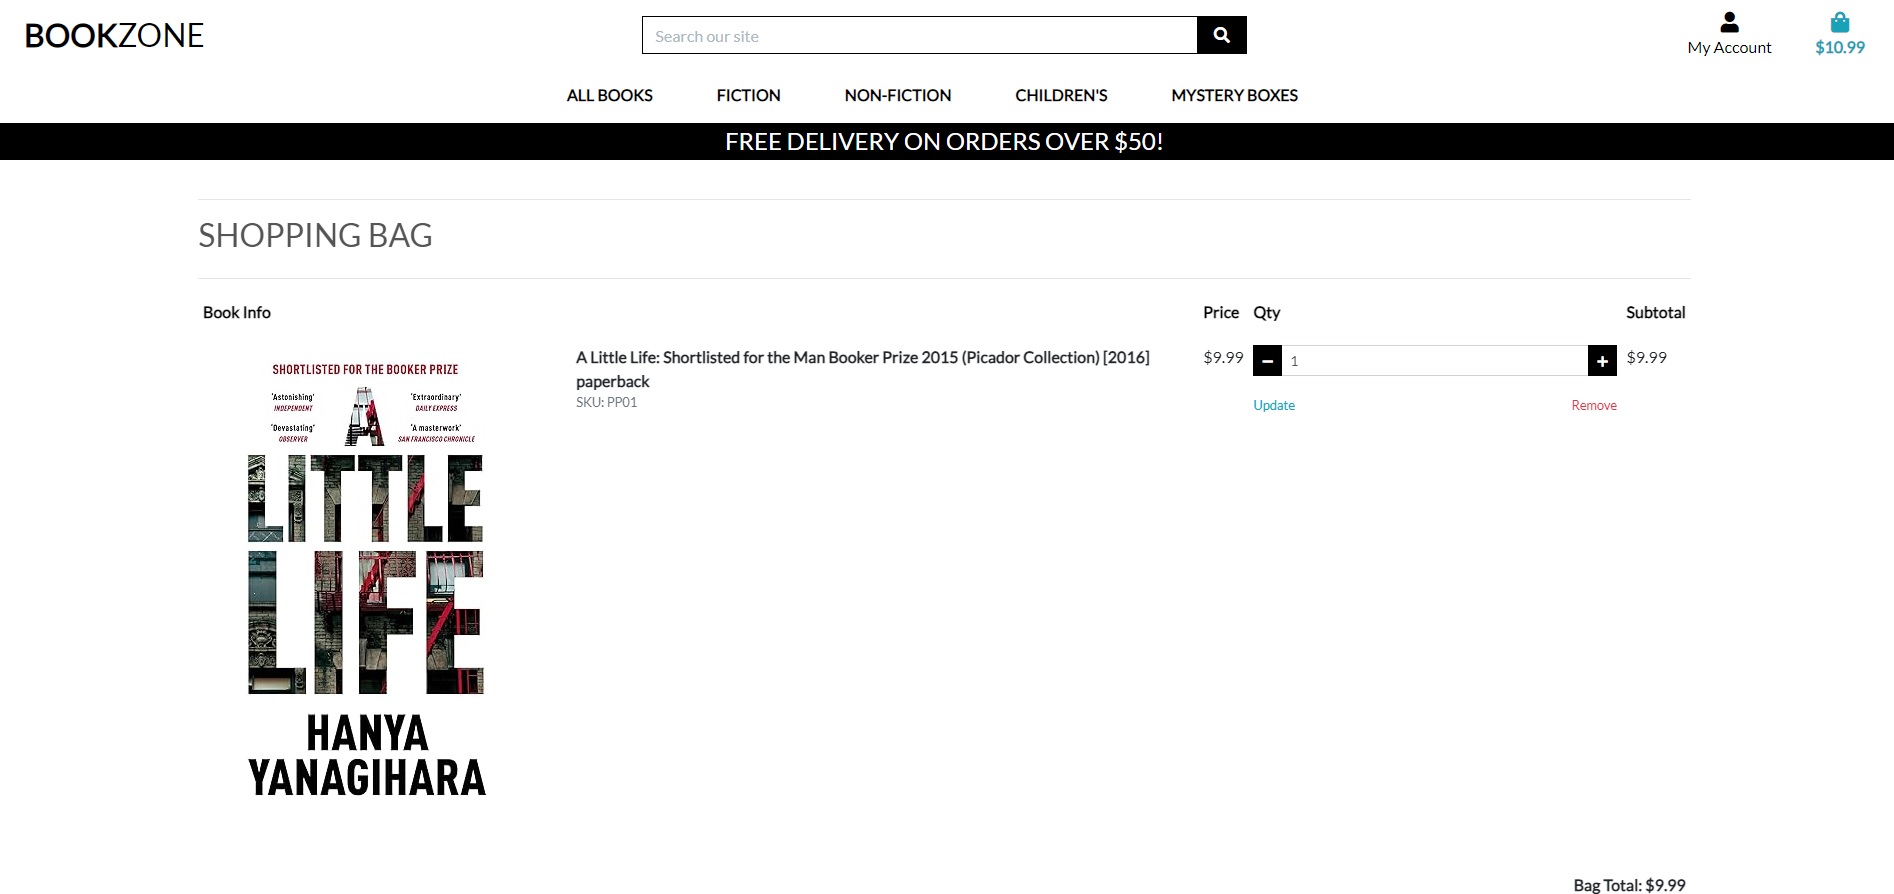 BOOKZONE
Search our site
My Account
$10.99
ALL BOOKS FICTION NON-FICTION CHILDREN'S MYSTERY BOXES
FREE DELIVERY ON ORDERS OVER $50!
SHOPPING BAG
Book Info Price Qty Subtotal
SHORTLISTED FOR THE BOOKER PRIZE
'Astonishing'
INDEPENDENT
'Extraordinary'
DAILY EXPRESS
'Devastating'
OBSERVER
'A masterwork'
SAN FRANCISCO CHRONICLE
A
LITTLE
LIFE
HANYA
YANAGIHARA
A Little Life: Shortlisted for the Man Booker Prize 2015 (Picador Collection) [2016]
paperback
SKU: PP01
$9.99 − 1 + $9.99
Update Remove
Bag Total: $9.99